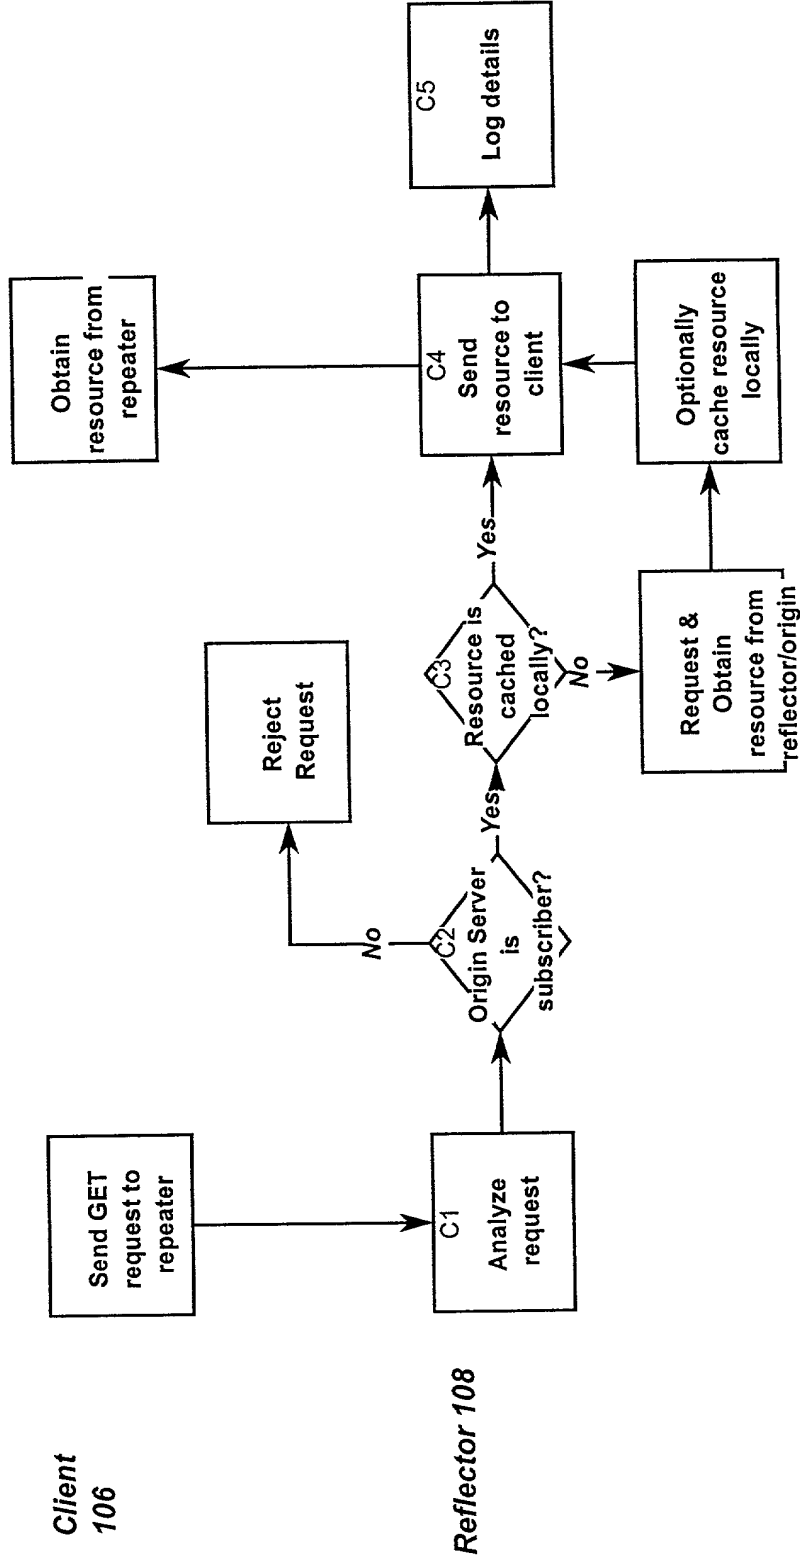 Client
106
Send GET
request to
repeater
Obtain
resource from
repeater
Reject
Request
No
Reflector 108
C1
Analyze
request
C2
Origin Server
is
subscriber?
Yes
C3
Resource is
cached
locally?
Yes
C4
Send
resource to
client
C5
Log details
No
Request &
Obtain
resource from
reflector/origin
Optionally
cache resource
locally